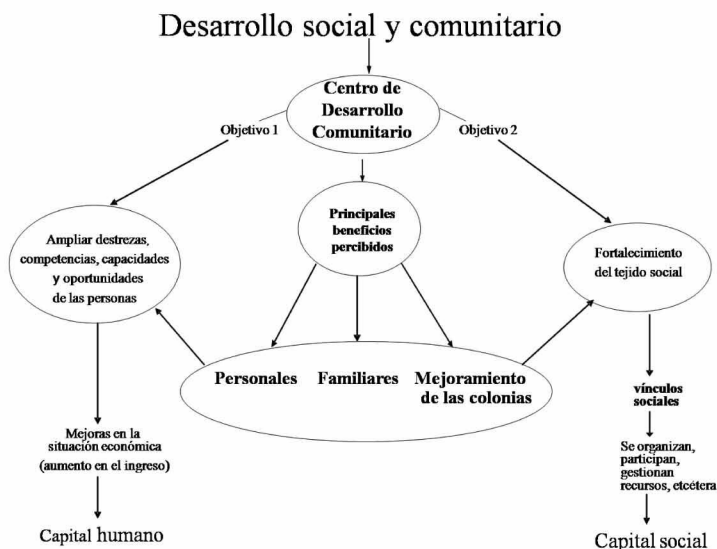 Desarrollo social y comunitario
Centro de
Desarrollo
Comunitario
Objetivo 1
Objetivo 2
Principales
beneficios
percibidos
Ampliar destrezas,
competencias, capacidades
y oportunidades
de las personas
Fortalecimiento
del tejido social
Personales
Familiares
Mejoramiento
de las colonias
vínculos
sociales
Mejoras en la
situación económica
(aumento en el ingreso)
Se organizan,
participan,
gestionan
recursos, etcétera
Capital humano
Capital social